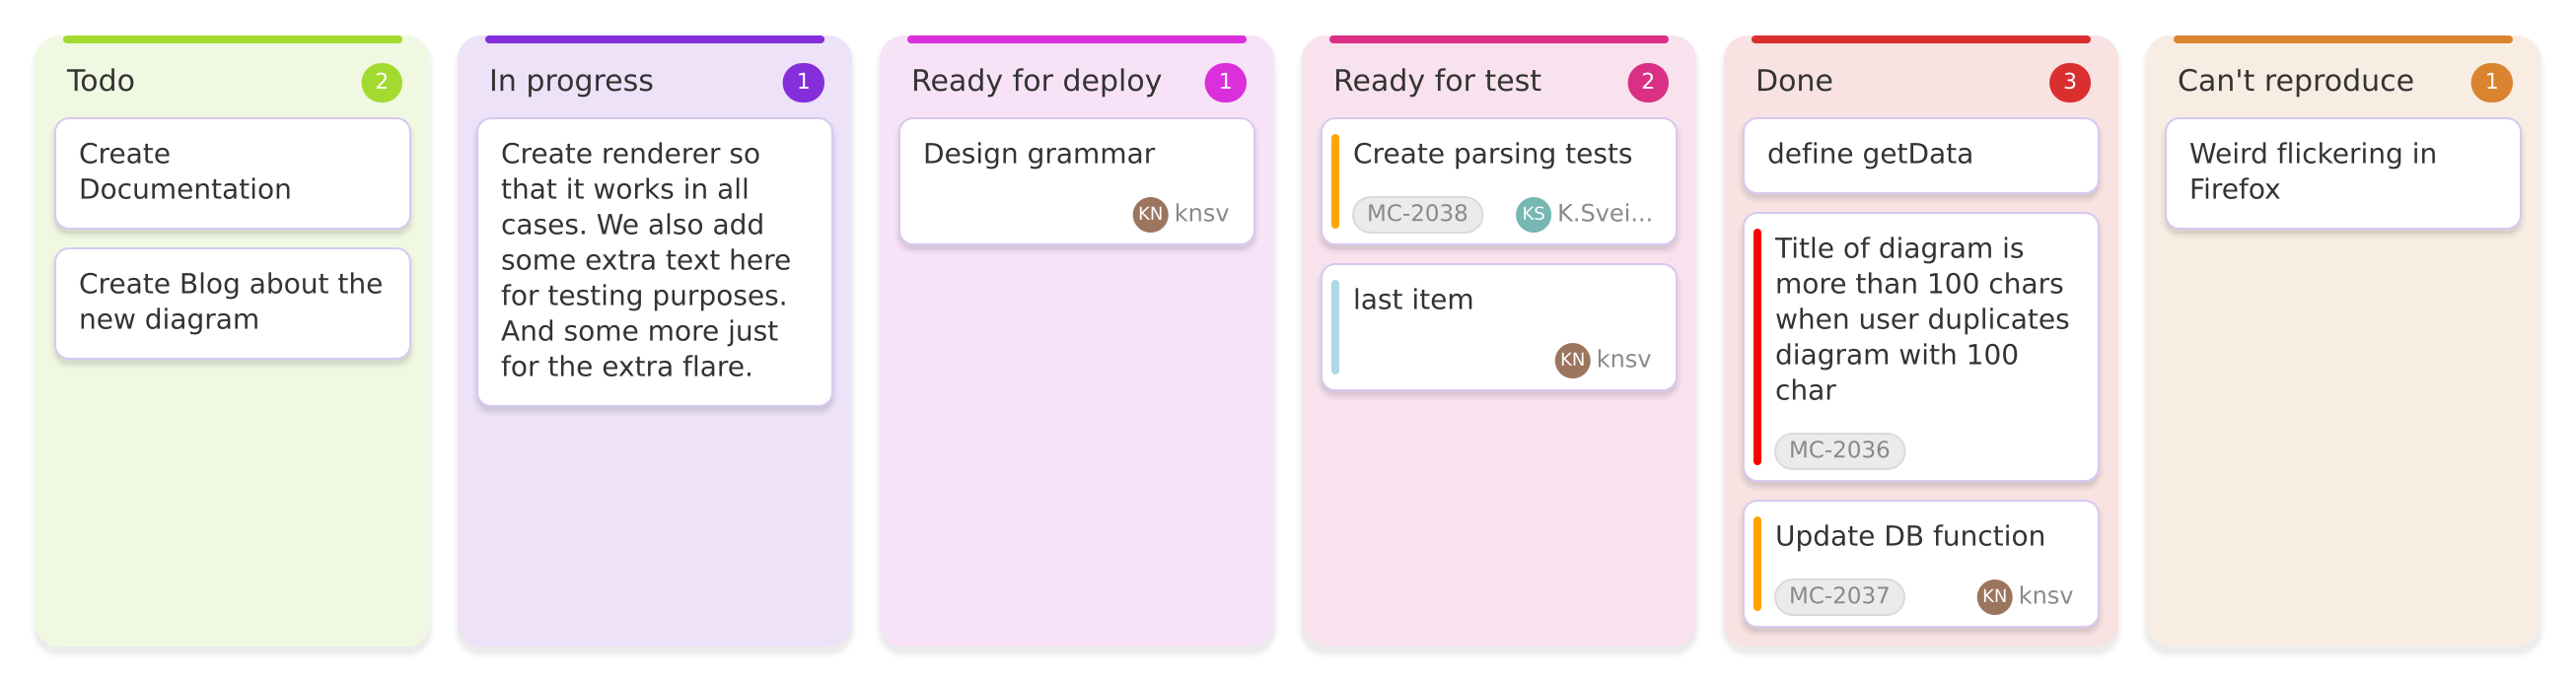 Todo
2
Create
Documentation
Create Blog about the
new diagram
In progress
1
Create renderer so
that it works in all
cases. We also add
some extra text here
for testing purposes.
And some more just
for the extra flare.
Ready for deploy
1
Design grammar
KN knsv
Ready for test
2
Create parsing tests
MC-2038 KS K.Svei...
last item
KN knsv
Done
3
define getData
Title of diagram is
more than 100 chars
when user duplicates
diagram with 100
char
MC-2036
Update DB function
MC-2037 KN knsv
Can't reproduce
1
Weird flickering in
Firefox